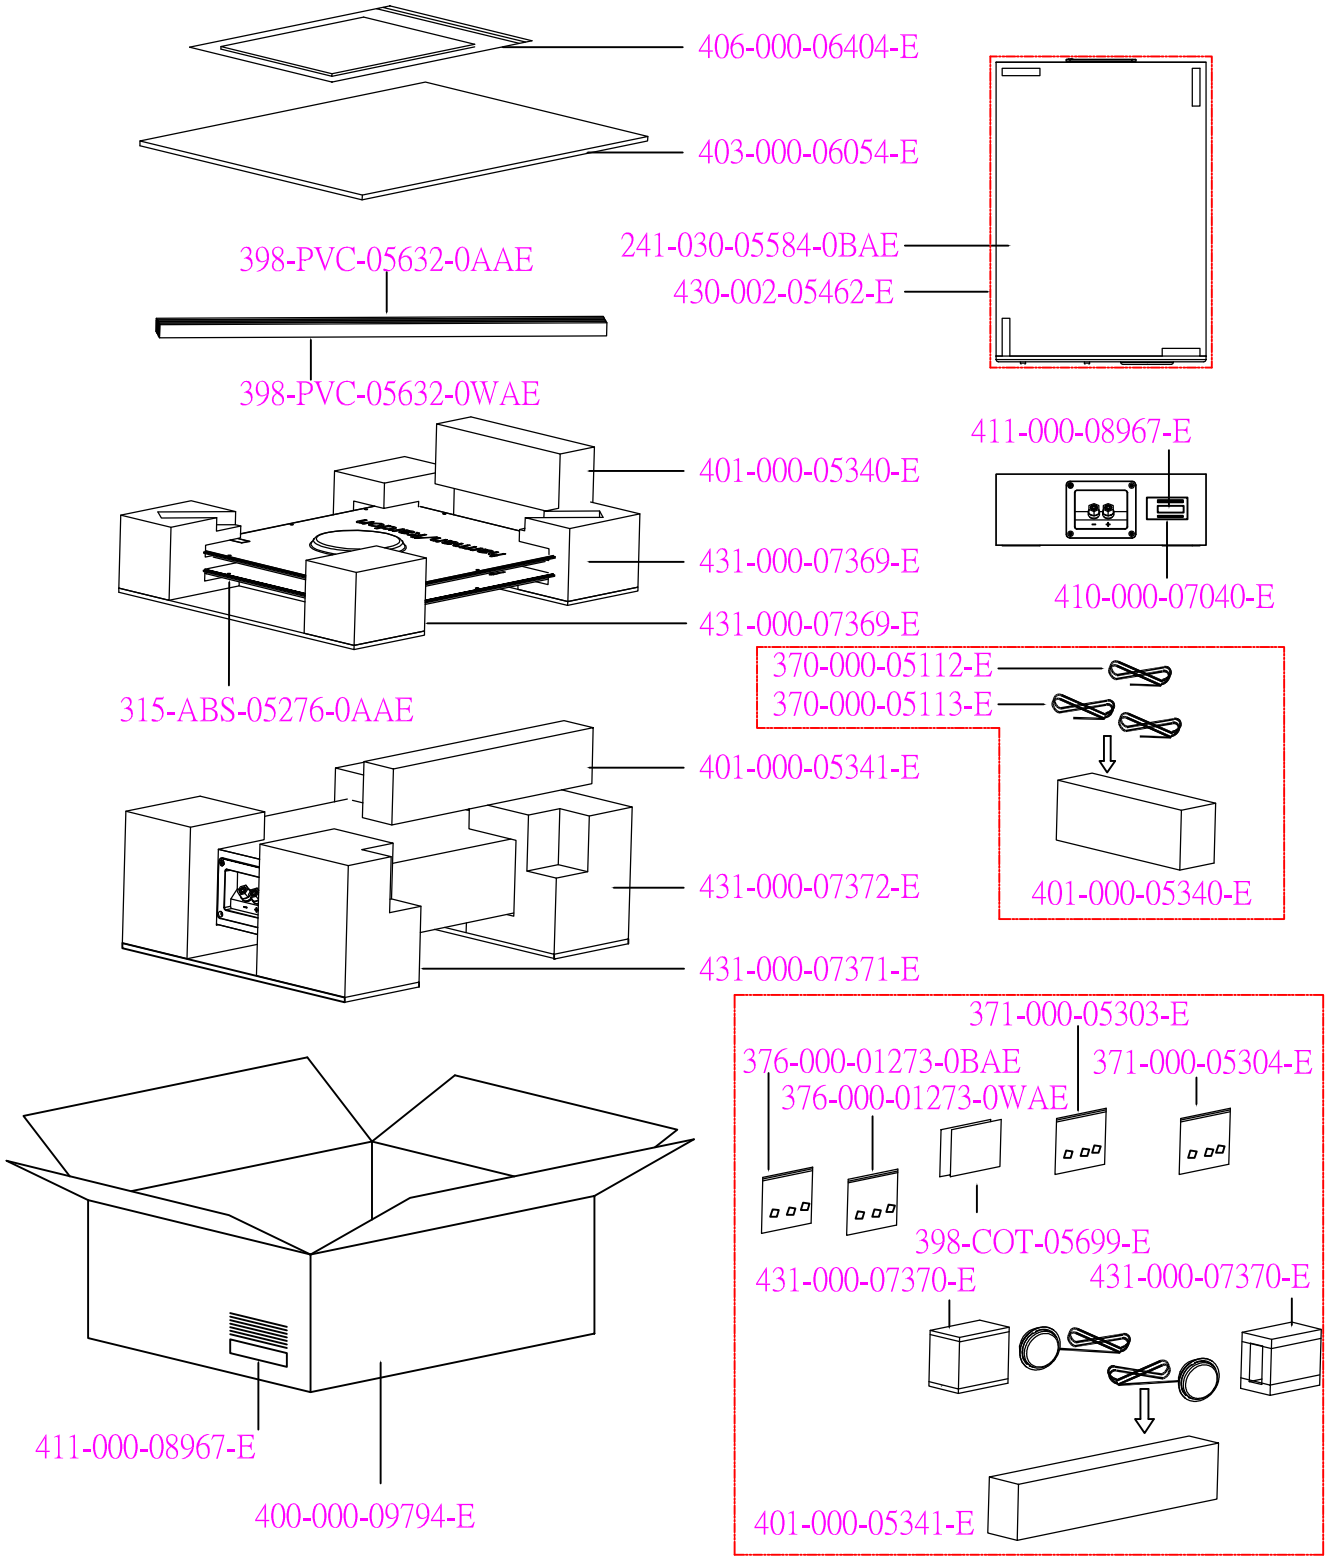 406-000-06404-E
403-000-06054-E
241-030-05584-0BAE
430-002-05462-E
398-PVC-05632-0AAE
398-PVC-05632-0WAE
411-000-08967-E
401-000-05340-E
harman/kardon
431-000-07369-E
410-000-07040-E
431-000-07369-E
370-000-05112-E
370-000-05113-E
315-ABS-05276-0AAE
401-000-05341-E
431-000-07372-E
401-000-05340-E
431-000-07371-E
371-000-05303-E
376-000-01273-0BAE
371-000-05304-E
376-000-01273-0WAE
398-COT-05699-E
431-000-07370-E
431-000-07370-E
411-000-08967-E
400-000-09794-E
401-000-05341-E